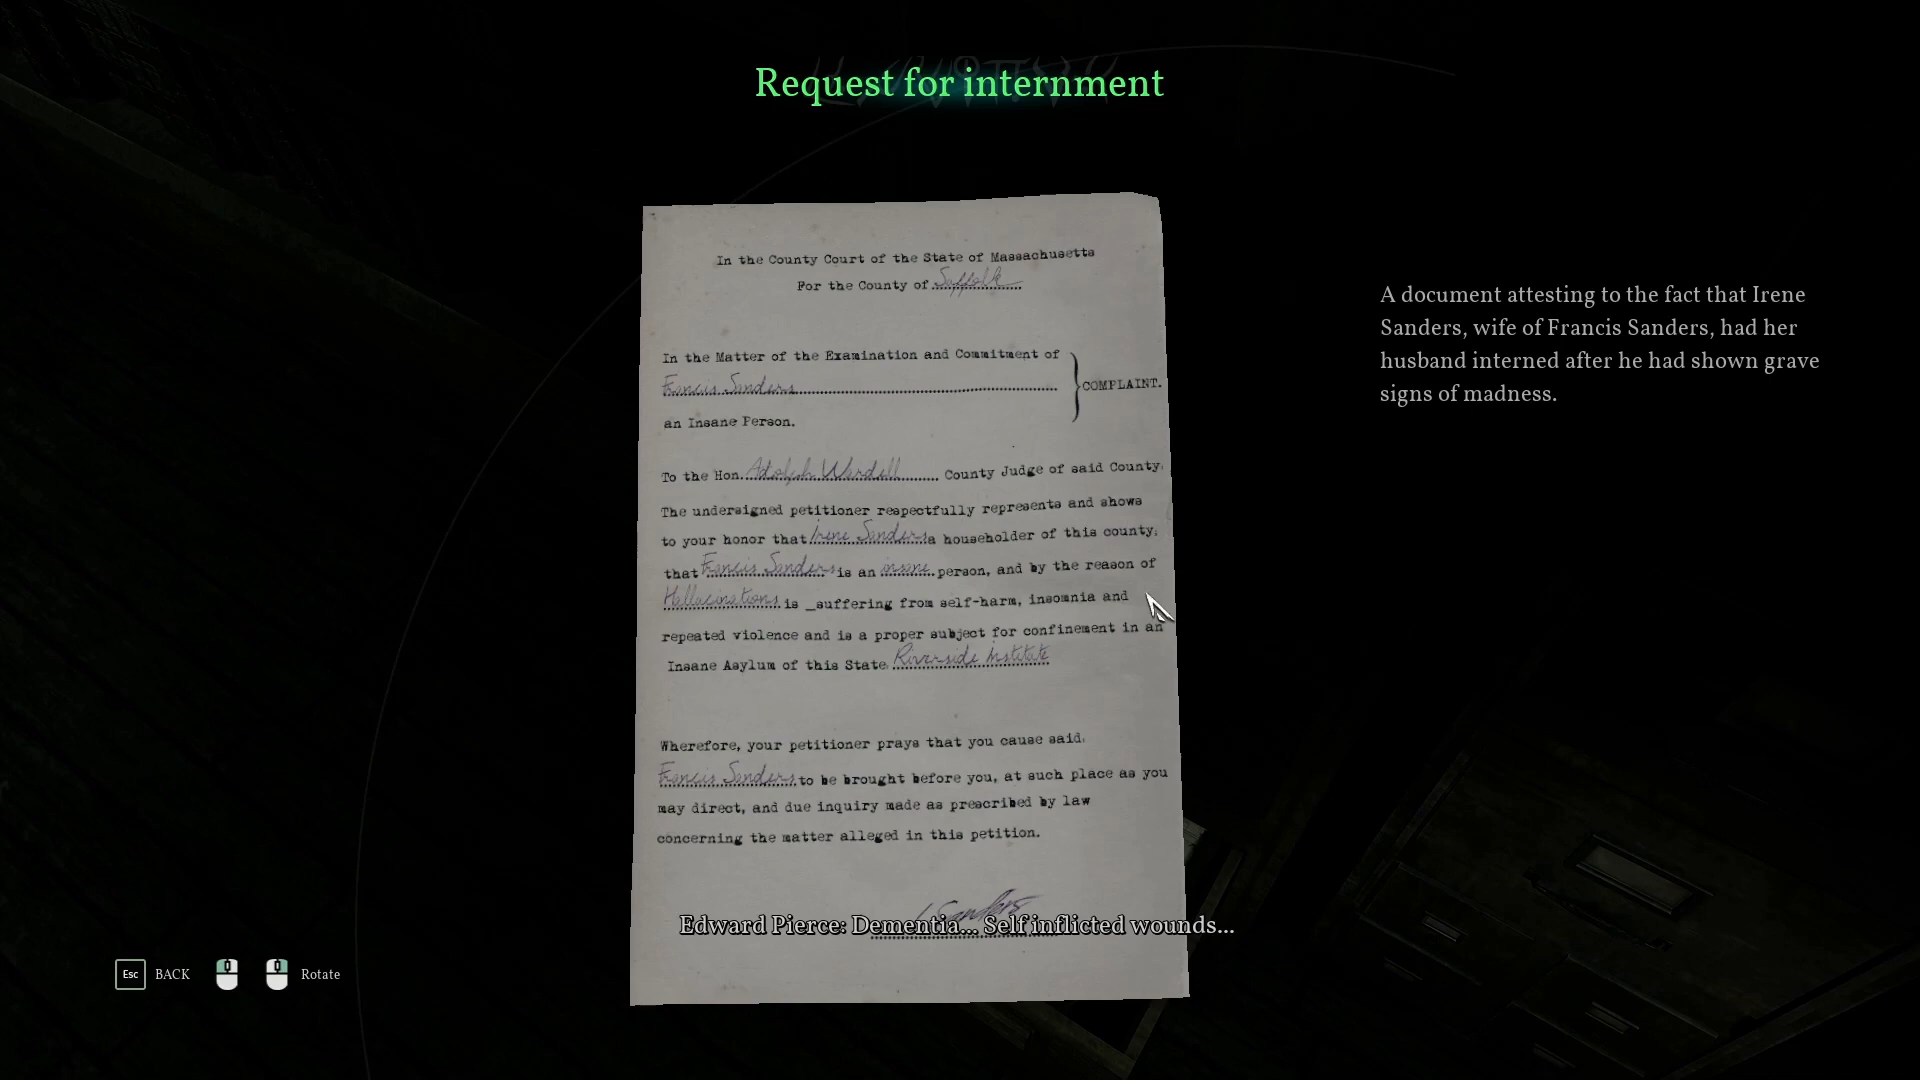 Request for internment
In the County Court of the State of Massachusetts
For the County of Suffolk
In the Matter of the Examination and Commitment of
Francis Sanders
COMPLAINT.
an Insane Person.
To the Hon. Adolph Wardell County Judge of said County.
The undersigned petitioner respectfully represents and shows
to your honor that Irene Sanders a householder of this county,
that Francis Sanders is an insane person, and by the reason of
Hallacinations is _suffering from self-harm, insomnia and
repeated violence and is a proper subject for confinement in an
Insane Asylum of this State. Riverside Institute
Wherefore, your petitioner prays that you cause said.
Francis Sanders to be brought before you, at such place as you
may direct, and due inquiry made as prescribed by law
concerning the matter alleged in this petition.
I Sanders
Edward Pierce: Dementia... Self inflicted wounds...
A document attesting to the fact that Irene
Sanders, wife of Francis Sanders, had her
husband interned after he had shown grave
signs of madness.
Esc BACK Rotate